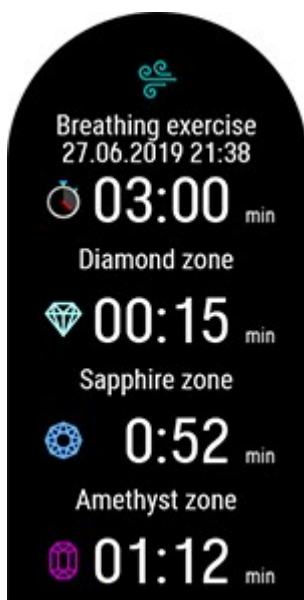 Breathing exercise
27.06.2019 21:38
03:00 min
Diamond zone
00:15 min
Sapphire zone
0:52 min
Amethyst zone
01:12 min